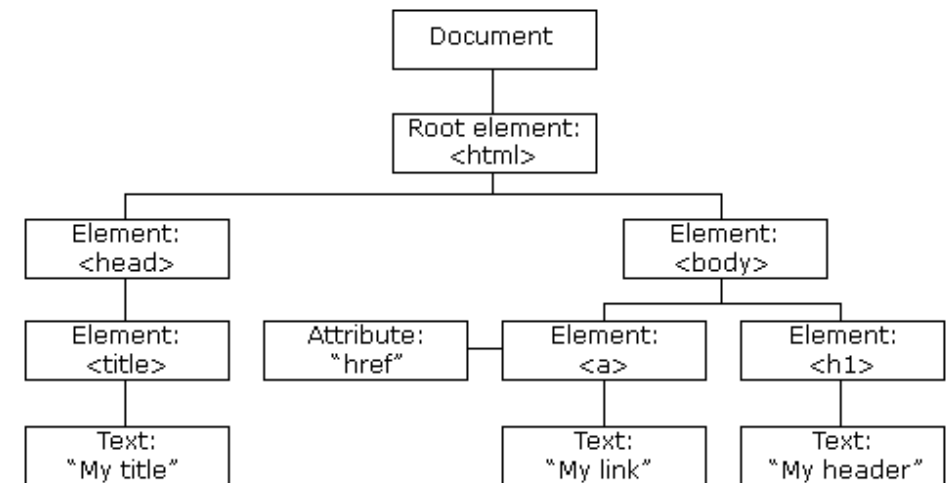 Document
Root element:
<html>
Element:
<head>
Element:
<body>
Element:
<title>
Attribute:
“href”
Element:
<a>
Element:
<h1>
Text:
“My title”
Text:
“My link”
Text:
“My header”